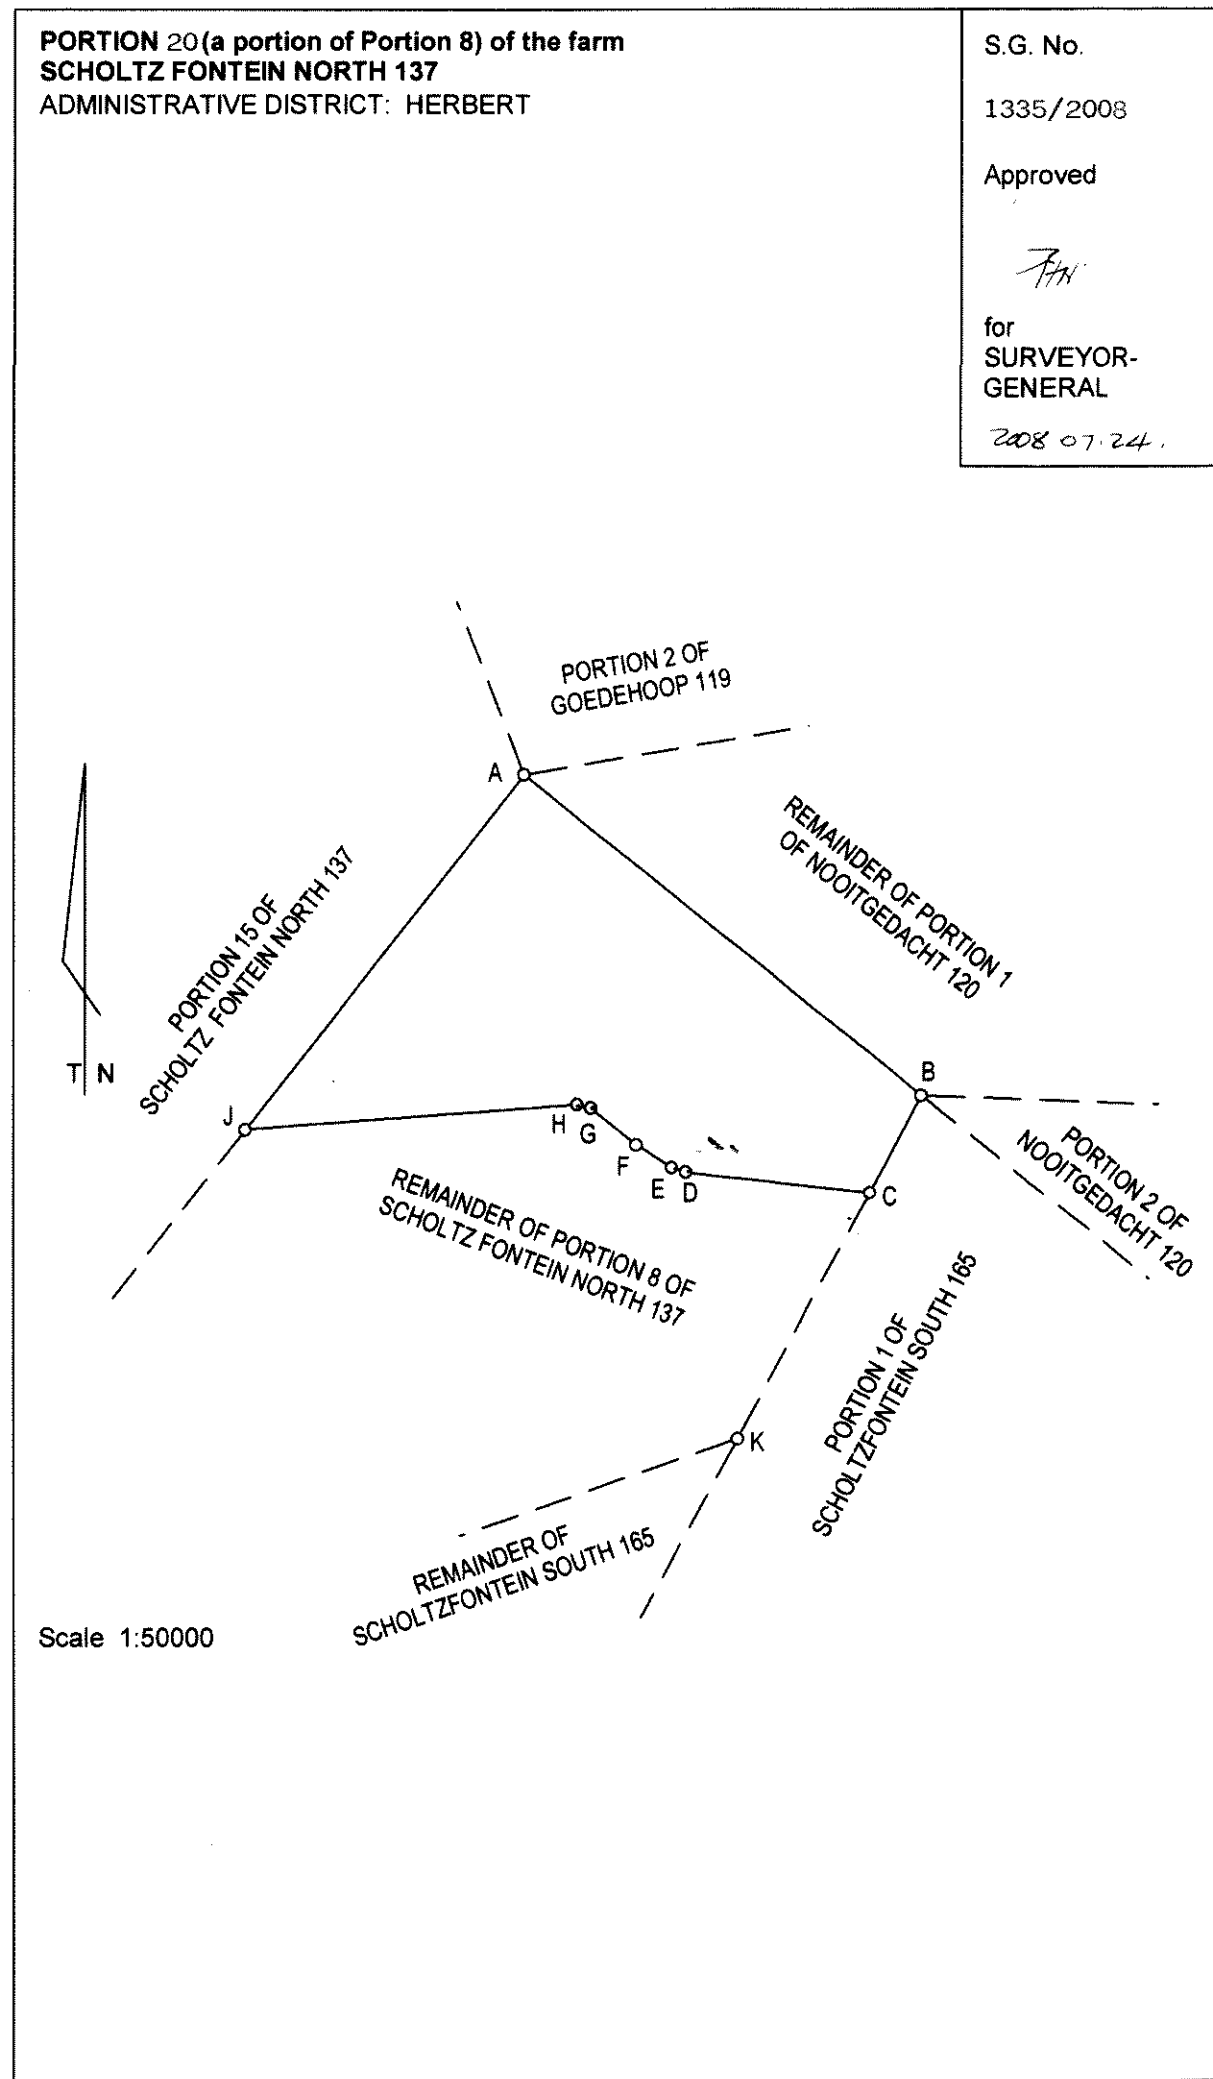 PORTION 20 (a portion of Portion 8) of the farm
SCHOLTZ FONTEIN NORTH 137
ADMINISTRATIVE DISTRICT: HERBERT
S.G. No.
1335/2008
Approved
for
SURVEYOR-
GENERAL
2008 07.24.
PORTION 2 OF
GOEDEHOOP 119
A
REMAINDER OF PORTION 1
OF NOOITGEDACHT 120
PORTION 15 OF
SCHOLTZ FONTEIN NORTH 137
T N
B
J
H
G
F
E
D
C
PORTION 2 OF
NOOITGEDACHT 120
REMAINDER OF PORTION 8 OF
SCHOLTZ FONTEIN NORTH 137
PORTION 1 OF
SCHOLTZFONTEIN SOUTH 165
K
REMAINDER OF
SCHOLTZFONTEIN SOUTH 165
Scale 1:50000